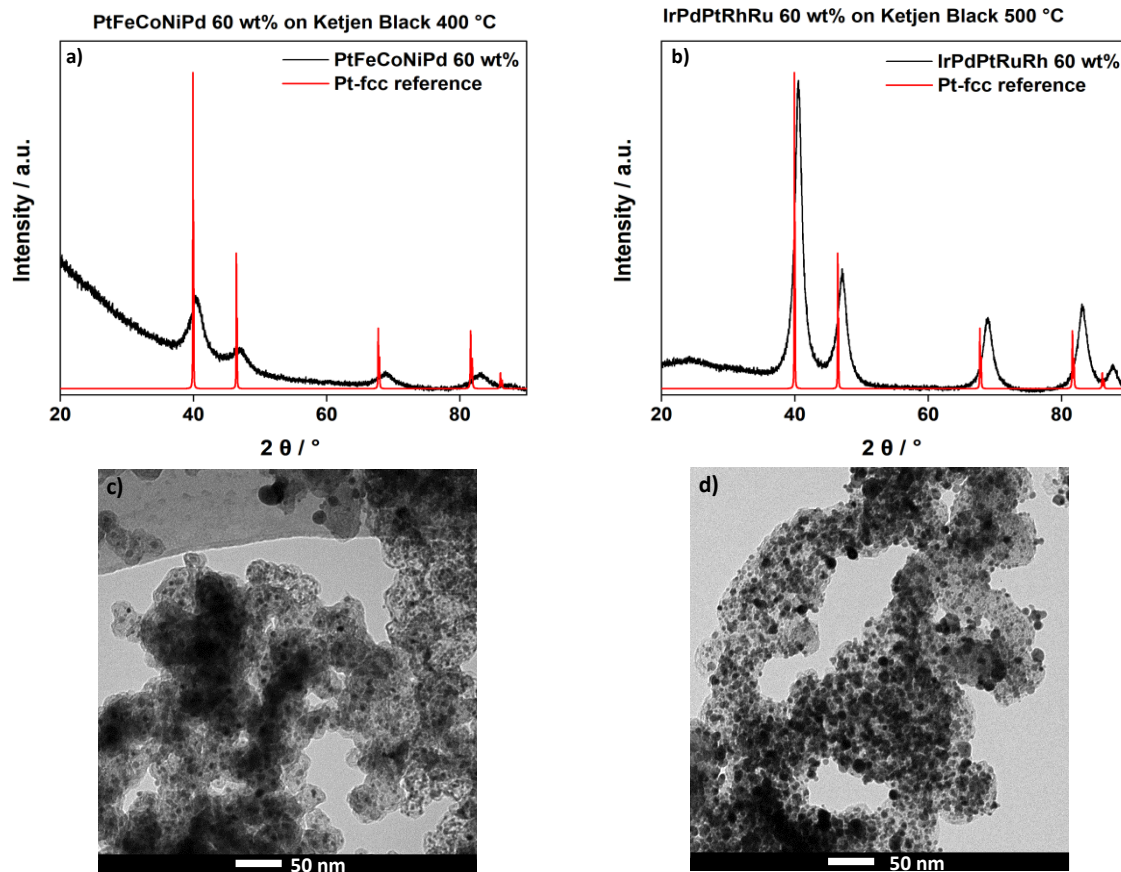 PtFeCoNiPd 60 wt% on Ketjen Black 400 °C
a)
PtFeCoNiPd 60 wt%
Pt-fcc reference
Intensity / a.u.
20 40 60 80
2 θ / °
IrPdPtRhRu 60 wt% on Ketjen Black 500 °C
b)
IrPdPtRuRh 60 wt%
Pt-fcc reference
Intensity / a.u.
20 40 60 80
2 θ / °
c)
50 nm
d)
50 nm